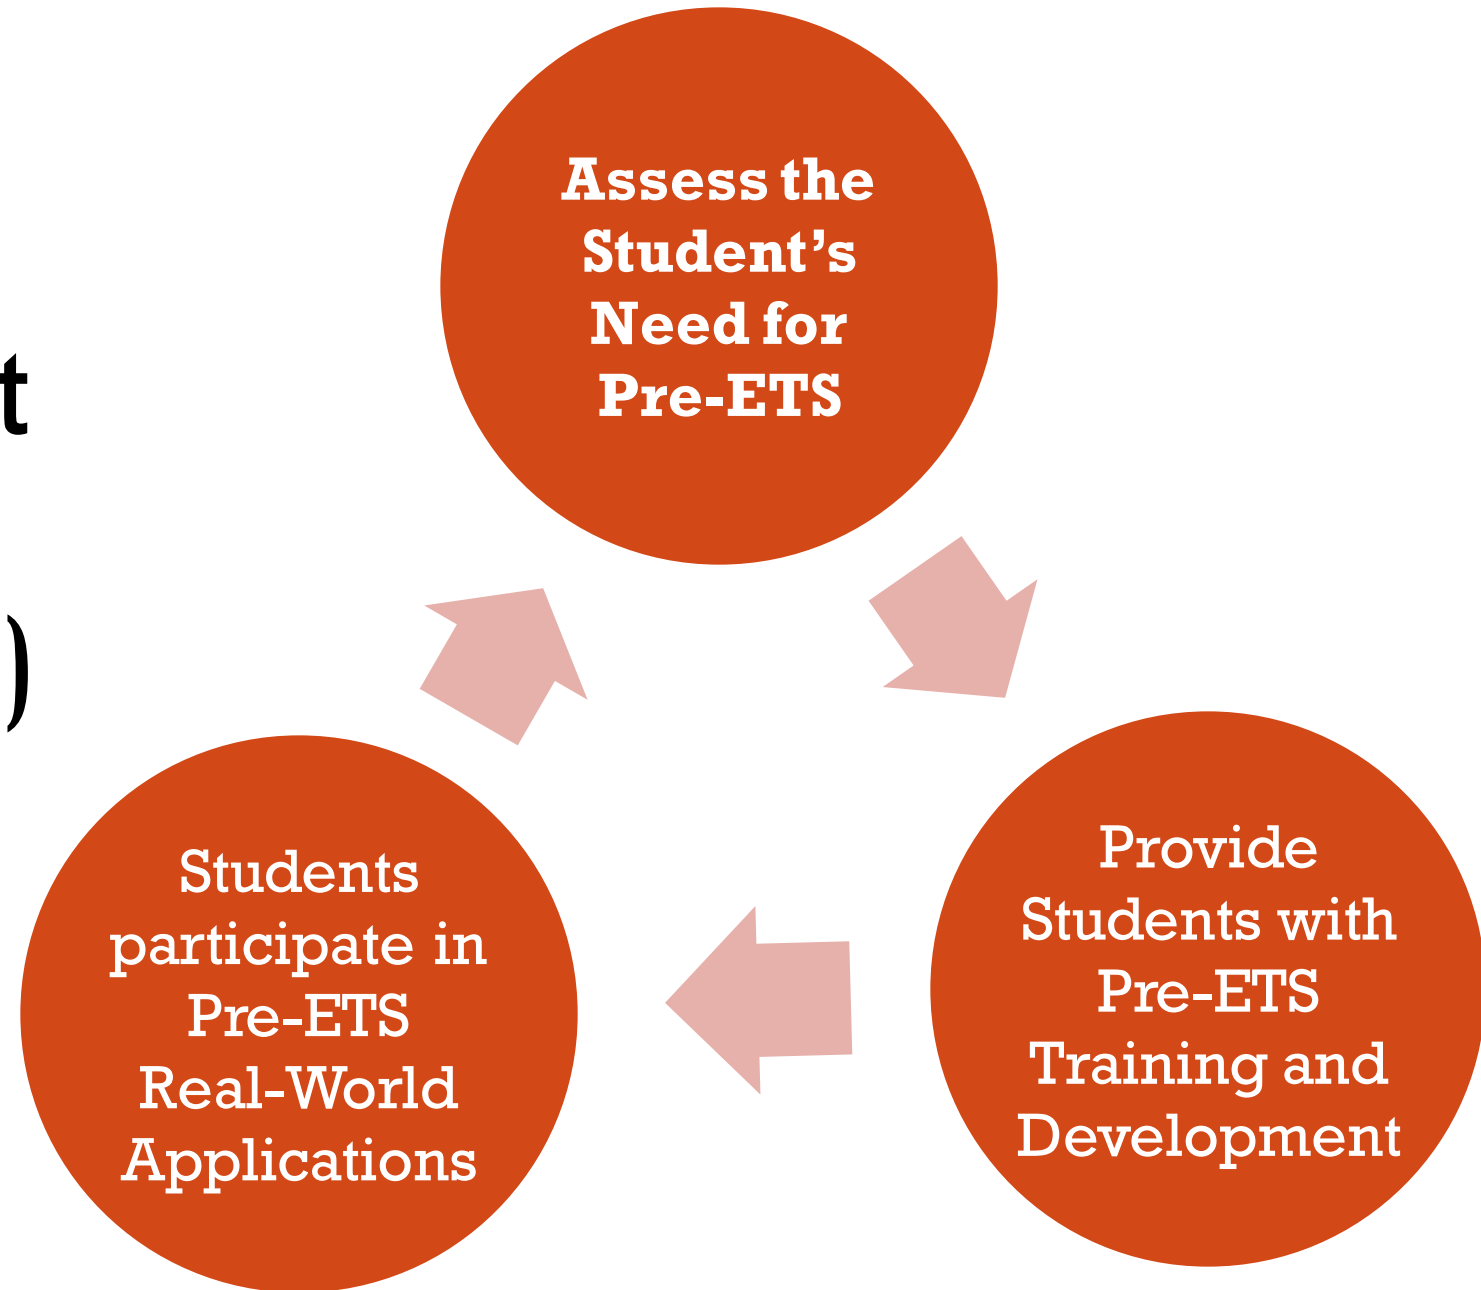 Assess the
Student’s
Need for
Pre-ETS
t
)
Provide
Students with
Pre-ETS
Training and
Development
Students
participate in
Pre-ETS
Real-World
Applications